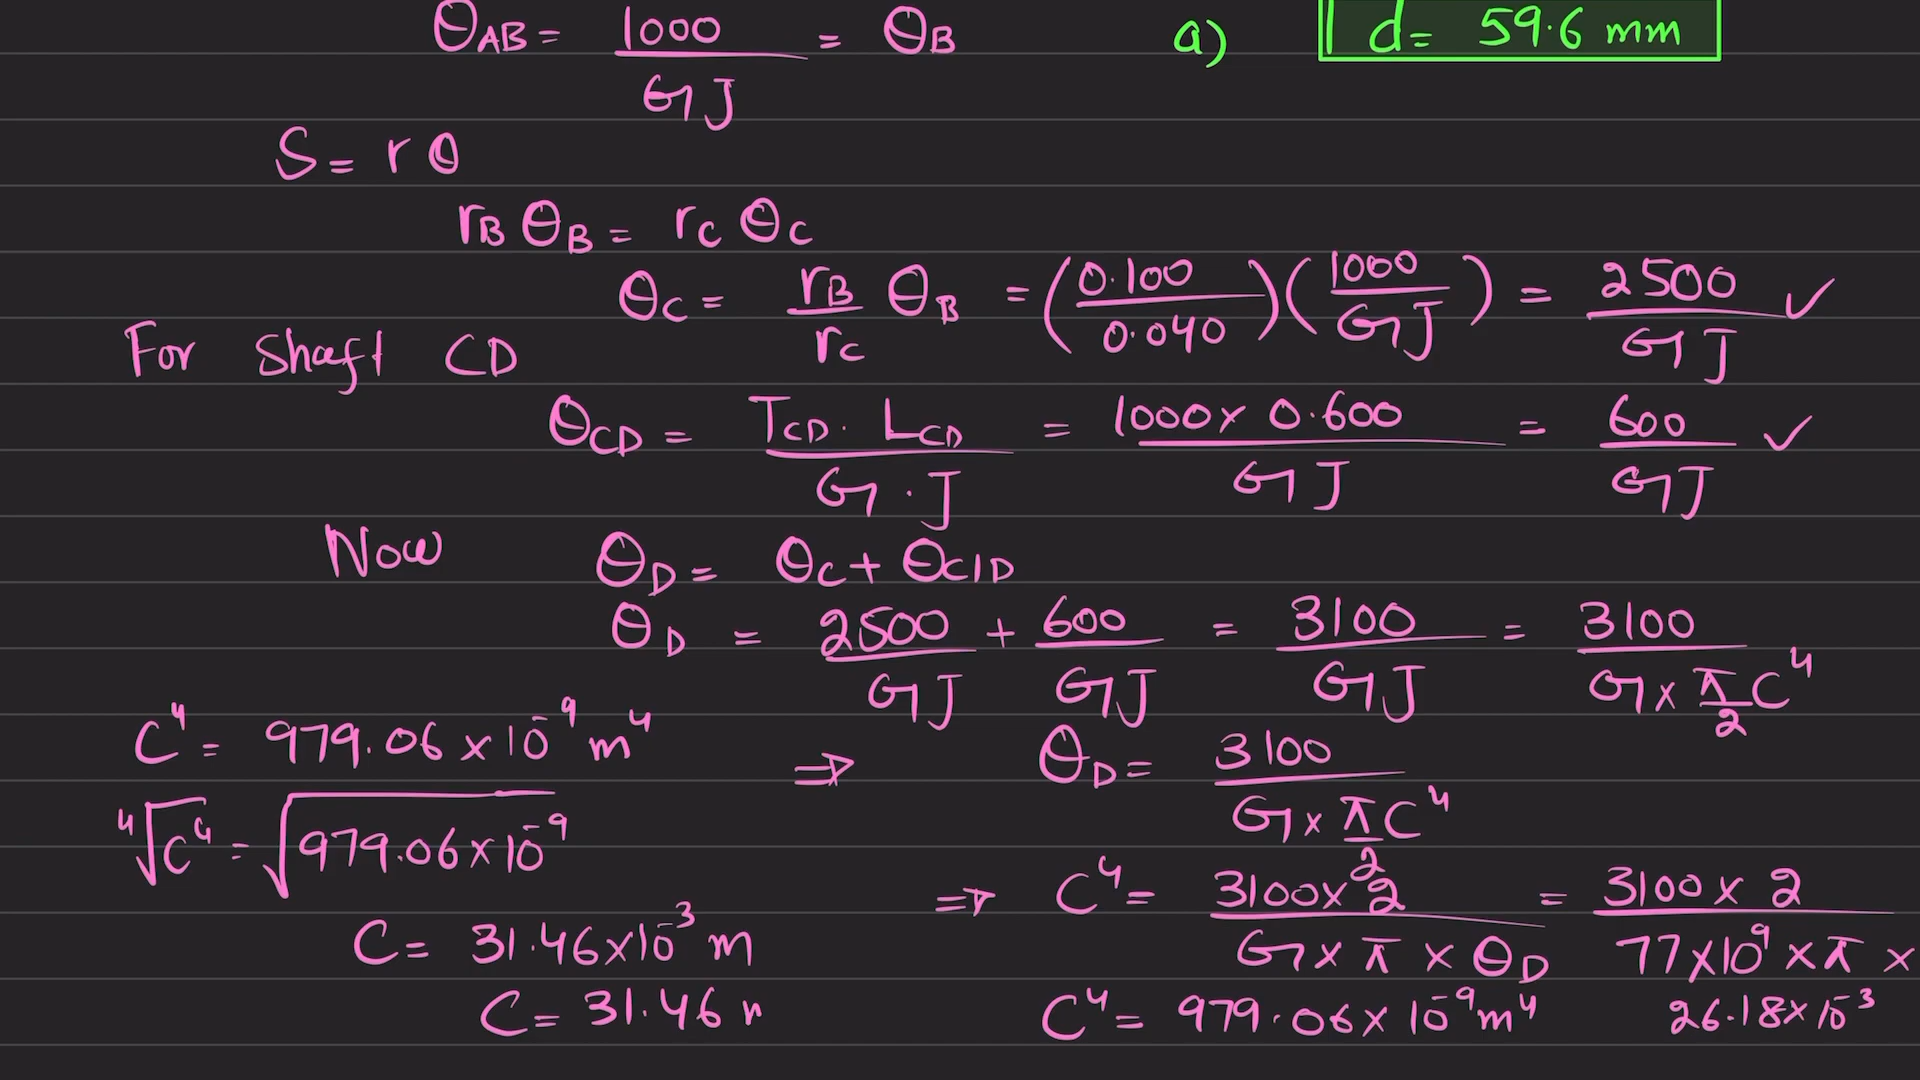 θAB = 1000/GJ = θB
a) d = 59.6 mm
S = r θ
rB θB = rC θC
θC = rB/rC θB = (0.100/0.040)(1000/GJ) = 2500/GJ ✓
For Shaft CD
θCD = TCD · LCD / G · J = 1000 x 0.600 / GJ = 600/GJ ✓
Now θD = θC + θC|D
θD = 2500/GJ + 600/GJ = 3100/GJ = 3100 / G x π/2 C⁴
C⁴ = 979.06 x 10⁻⁹ m⁴
⇒ θD = 3100 / G x π/2 C⁴
⁴√C⁴ = √979.06 x 10⁻⁹
⇒ C⁴ = 3100 x 2 / G x π x θD = 3100 x 2 / 77 x 10⁹ x π x 26.18 x 10⁻³
C = 31.46 x 10⁻³ m
C = 31.46
C⁴ = 979.06 x 10⁻⁹ m⁴